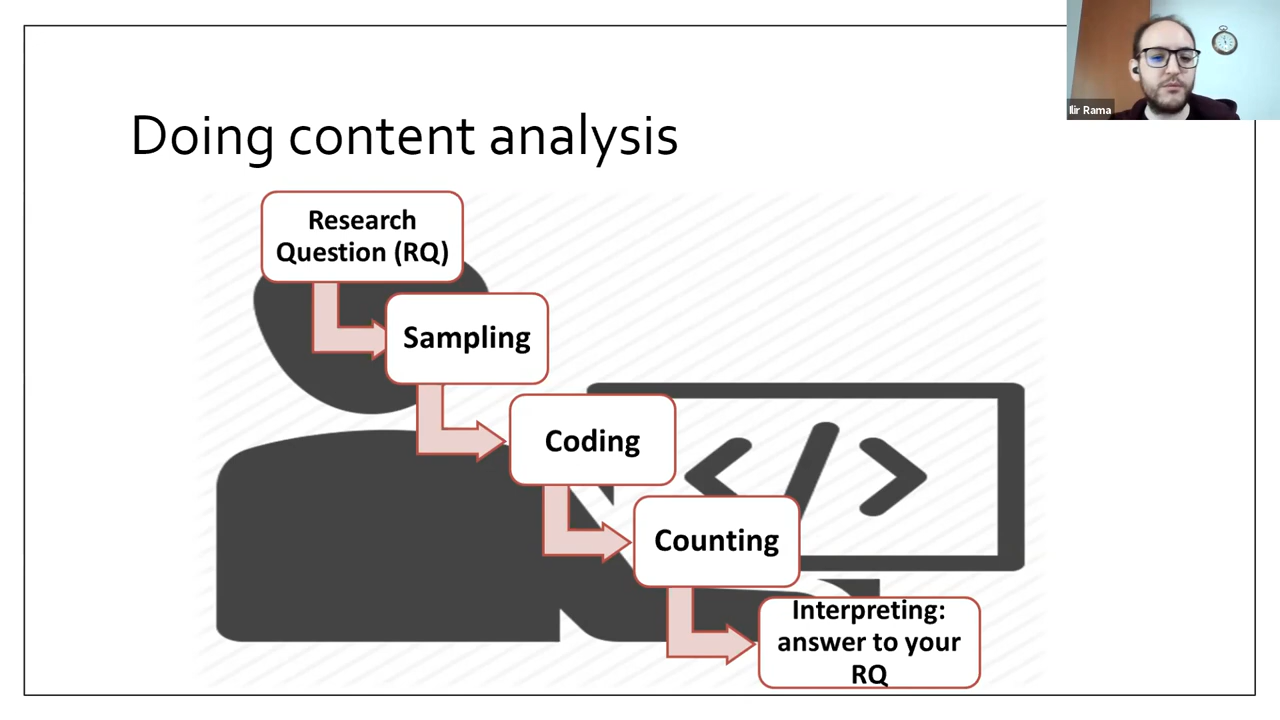 Ilir Rama
Doing content analysis
Research
Question (RQ)
Sampling
Coding
</>
Counting
Interpreting:
answer to your
RQ